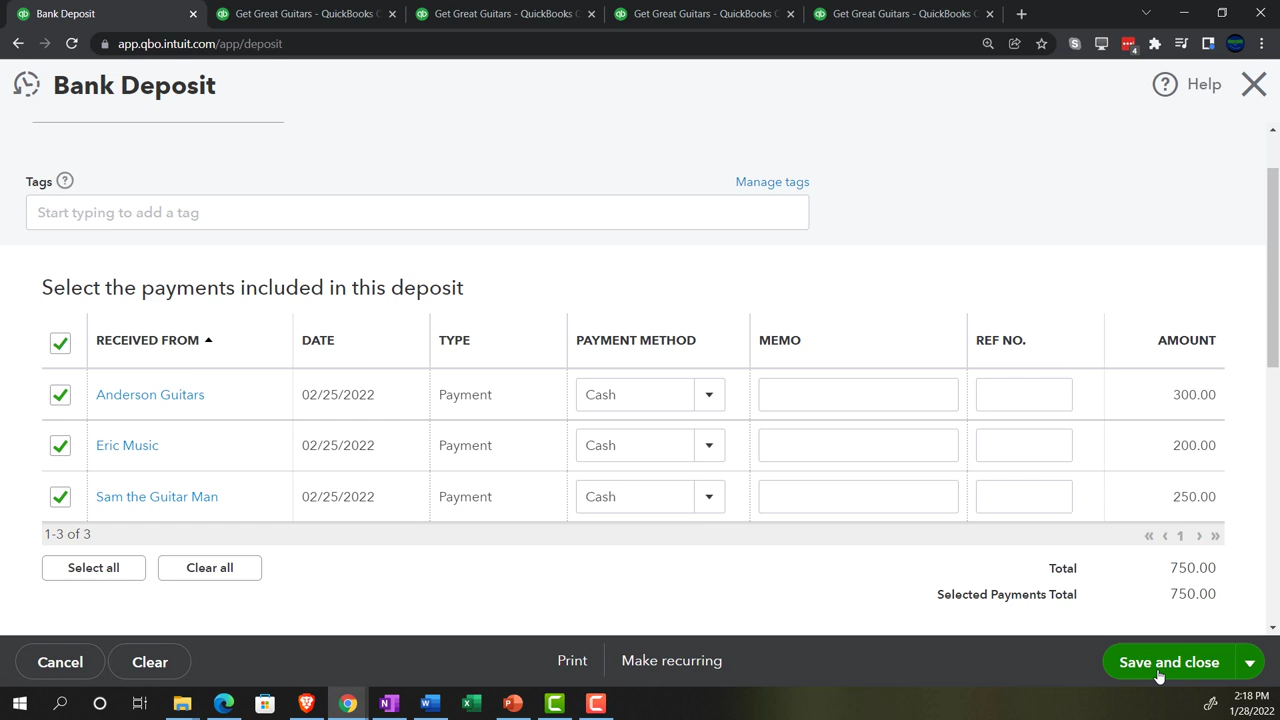 Bank Deposit
Get Great Guitars - QuickBooks C
Get Great Guitars - QuickBooks C
Get Great Guitars - QuickBooks C
Get Great Guitars - QuickBooks C
app.qbo.intuit.com/app/deposit
4
Bank Deposit
Help
Tags
Manage tags
Start typing to add a tag
Select the payments included in this deposit
RECEIVED FROM DATE TYPE PAYMENT METHOD MEMO REF NO. AMOUNT
Anderson Guitars 02/25/2022 Payment Cash 300.00
Eric Music 02/25/2022 Payment Cash 200.00
Sam the Guitar Man 02/25/2022 Payment Cash 250.00
1-3 of 3 « ‹ 1 › »
Select all Clear all Total 750.00
Selected Payments Total 750.00
Cancel Clear Print Make recurring Save and close
2:18 PM
1/28/2022